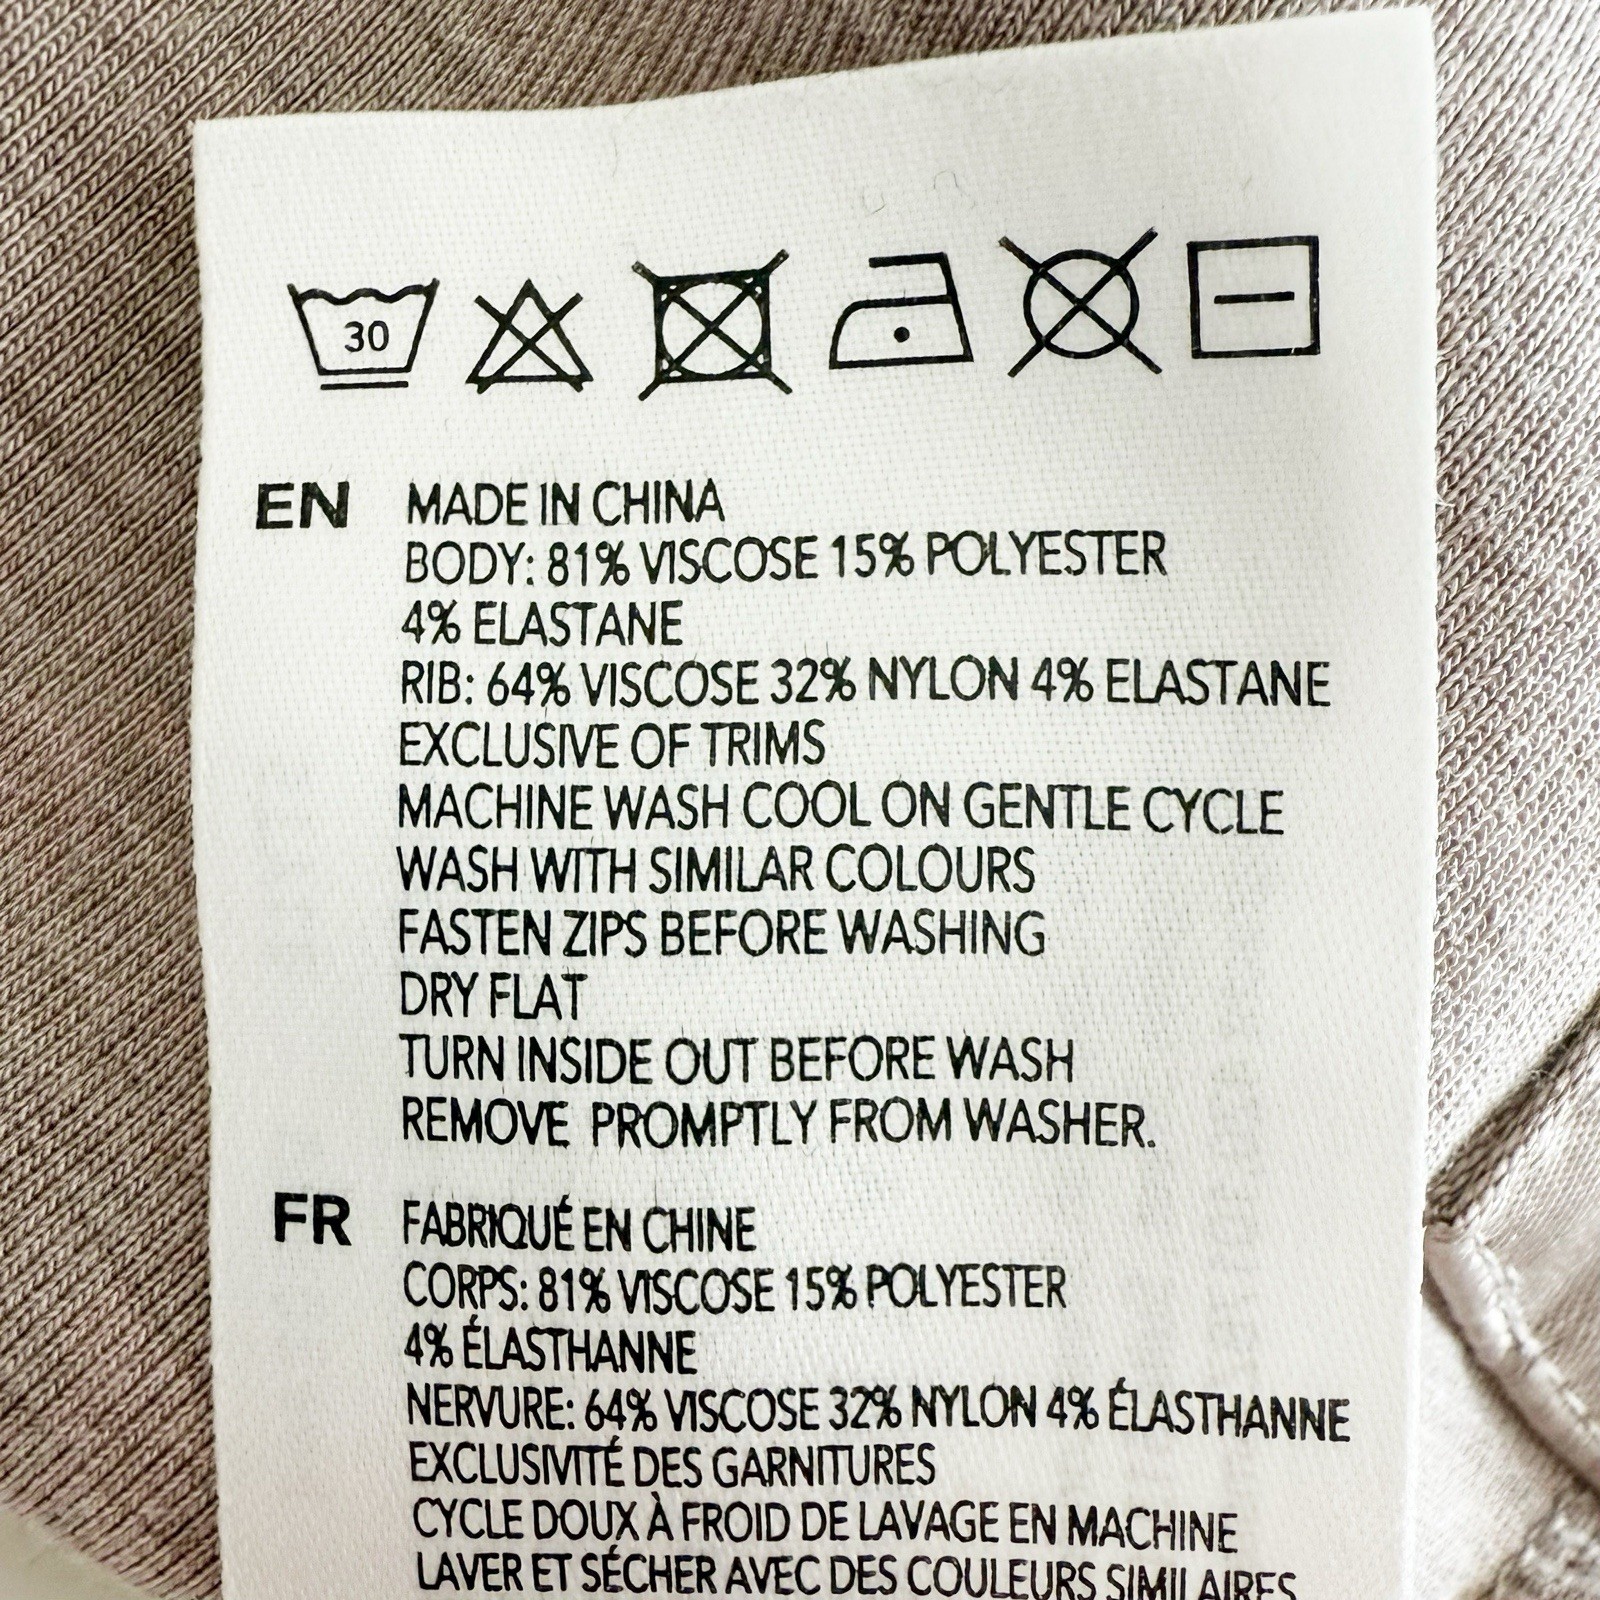 30
EN MADE IN CHINA
BODY: 81% VISCOSE 15% POLYESTER
4% ELASTANE
RIB: 64% VISCOSE 32% NYLON 4% ELASTANE
EXCLUSIVE OF TRIMS
MACHINE WASH COOL ON GENTLE CYCLE
WASH WITH SIMILAR COLOURS
FASTEN ZIPS BEFORE WASHING
DRY FLAT
TURN INSIDE OUT BEFORE WASH
REMOVE PROMPTLY FROM WASHER.
FR FABRIQUÉ EN CHINE
CORPS: 81% VISCOSE 15% POLYESTER
4% ÉLASTHANNE
NERVURE: 64% VISCOSE 32% NYLON 4% ÉLASTHANNE
EXCLUSIVITÉ DES GARNITURES
CYCLE DOUX À FROID DE LAVAGE EN MACHINE
LAVER ET SÉCHER AVEC DES COULEURS SIMILAIRES